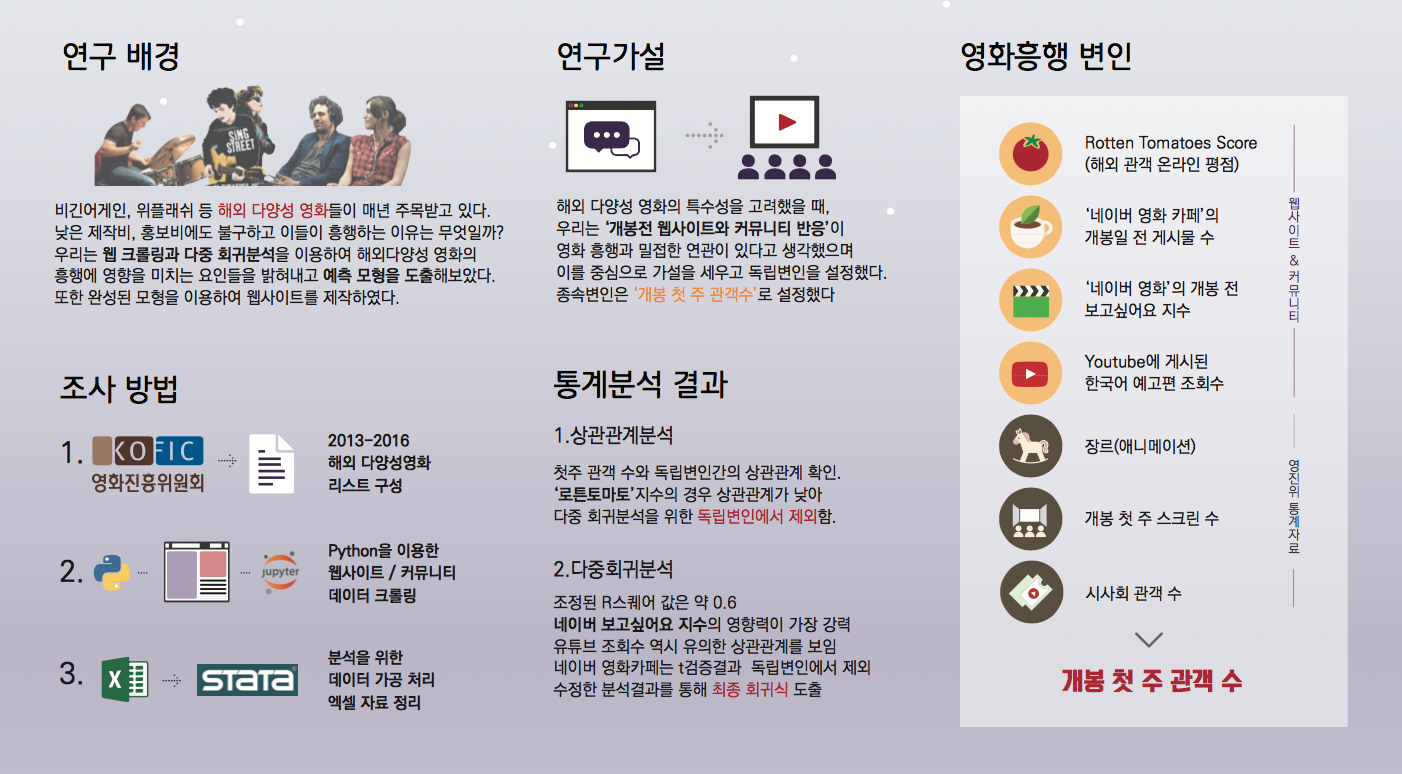 연구 배경
SING
STREET
비긴어게인, 위플래쉬 등 해외 다양성 영화들이 매년 주목받고 있다.
낮은 제작비, 홍보비에도 불구하고 이들이 흥행하는 이유는 무엇일까?
우리는 웹 크롤링과 다중 회귀분석을 이용하여 해외다양성 영화의
흥행에 영향을 미치는 요인들을 밝혀내고 예측 모형을 도출해보았다.
또한 완성된 모형을 이용하여 웹사이트를 제작하였다.
조사 방법
1.
KOFIC
영화진흥위원회
2013-2016
해외 다양성영화
리스트 구성
2.
jupyter
Python을 이용한
웹사이트 / 커뮤니티
데이터 크롤링
3.
X
STATA
분석을 위한
데이터 가공 처리
엑셀 자료 정리
연구가설
해외 다양성 영화의 특수성을 고려했을 때,
우리는 ‘개봉전 웹사이트와 커뮤니티 반응’이
영화 흥행과 밀접한 연관이 있다고 생각했으며
이를 중심으로 가설을 세우고 독립변인을 설정했다.
종속변인은 ‘개봉 첫 주 관객수’로 설정했다
통계분석 결과
1.상관관계분석
첫주 관객 수와 독립변인간의 상관관계 확인.
‘로튼토마토’지수의 경우 상관관계가 낮아
다중 회귀분석을 위한 독립변인에서 제외함.
2.다중회귀분석
조정된 R스퀘어 값은 약 0.6
네이버 보고싶어요 지수의 영향력이 가장 강력
유튜브 조회수 역시 유의한 상관관계를 보임
네이버 영화카페는 t검증결과 독립변인에서 제외
수정한 분석결과를 통해 최종 회귀식 도출
영화흥행 변인
Rotten Tomatoes Score
(해외 관객 온라인 평점)
‘네이버 영화 카페’의
개봉일 전 게시물 수
‘네이버 영화’의 개봉 전
보고싶어요 지수
Youtube에 게시된
한국어 예고편 조회수
웹사이트 & 커뮤니티
장르(애니메이션)
개봉 첫 주 스크린 수
시사회 관객 수
영진위 통계자료
개봉 첫 주 관객 수